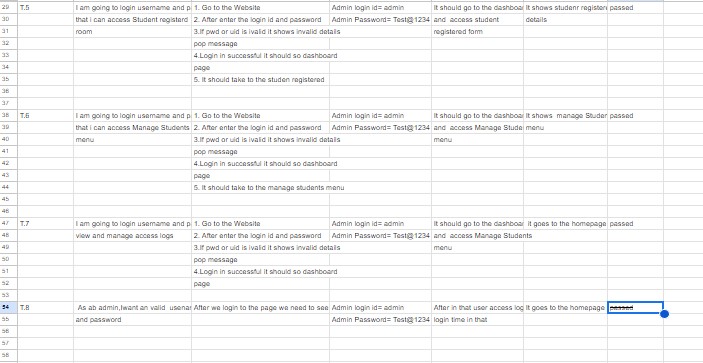 29 T.5 I am going to login username and p 1. Go to the Website Admin login id= admin It should go to the dashboar It shows studenr registere passed
30 that i can access Student registerd 2. After enter the login id and password Admin Password= Test@1234 and access student details
31 room 3.If pwd or uid is ivalid it shows invalid details registered form
32 pop message
33 4.Login in successful it should so dashboard
34 page
35 5. It should take to the studen registered
36
37
38 T.6 I am going to login username and p 1. Go to the Website Admin login id= admin It should go to the dashboar It shows manage Studer passed
39 that i can access Manage Students 2. After enter the login id and password Admin Password= Test@1234 and access Manage Stude menu
40 menu 3.If pwd or uid is ivalid it shows invalid details menu
41 pop message
42 4.Login in successful it should so dashboard
43 page
44 5. It should take to the manage students menu
45
46
47 T.7 I am going to login username and p 1. Go to the Website Admin login id= admin It should go to the dashboar it goes to the homepage passed
48 view and manage access logs 2. After enter the login id and password Admin Password= Test@1234 and access Manage Students
49 3.If pwd or uid is ivalid it shows invalid details menu
50 pop message
51 4.Login in successful it should so dashboard
52 page
53
54 T.8 As ab admin,Iwant an valid usenar After we login to the page we need to see Admin login id= admin After in that user access log It goes to the homepage passed
55 and password Admin Password= Test@1234 login time in that
56
57
58